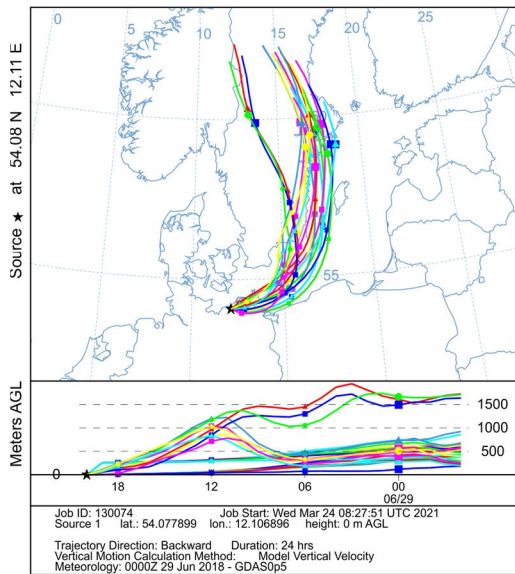 0 5 10 15 20 25
Source ★ at 54.08 N 12.11 E
55
Meters AGL
1500
1000
500
0
18 12 06 00
06/29
Job ID: 130074 Job Start: Wed Mar 24 08:27:51 UTC 2021
Source 1 lat.: 54.077899 lon.: 12.106896 height: 0 m AGL
Trajectory Direction: Backward Duration: 24 hrs
Vertical Motion Calculation Method: Model Vertical Velocity
Meteorology: 0000Z 29 Jun 2018 - GDAS0p5